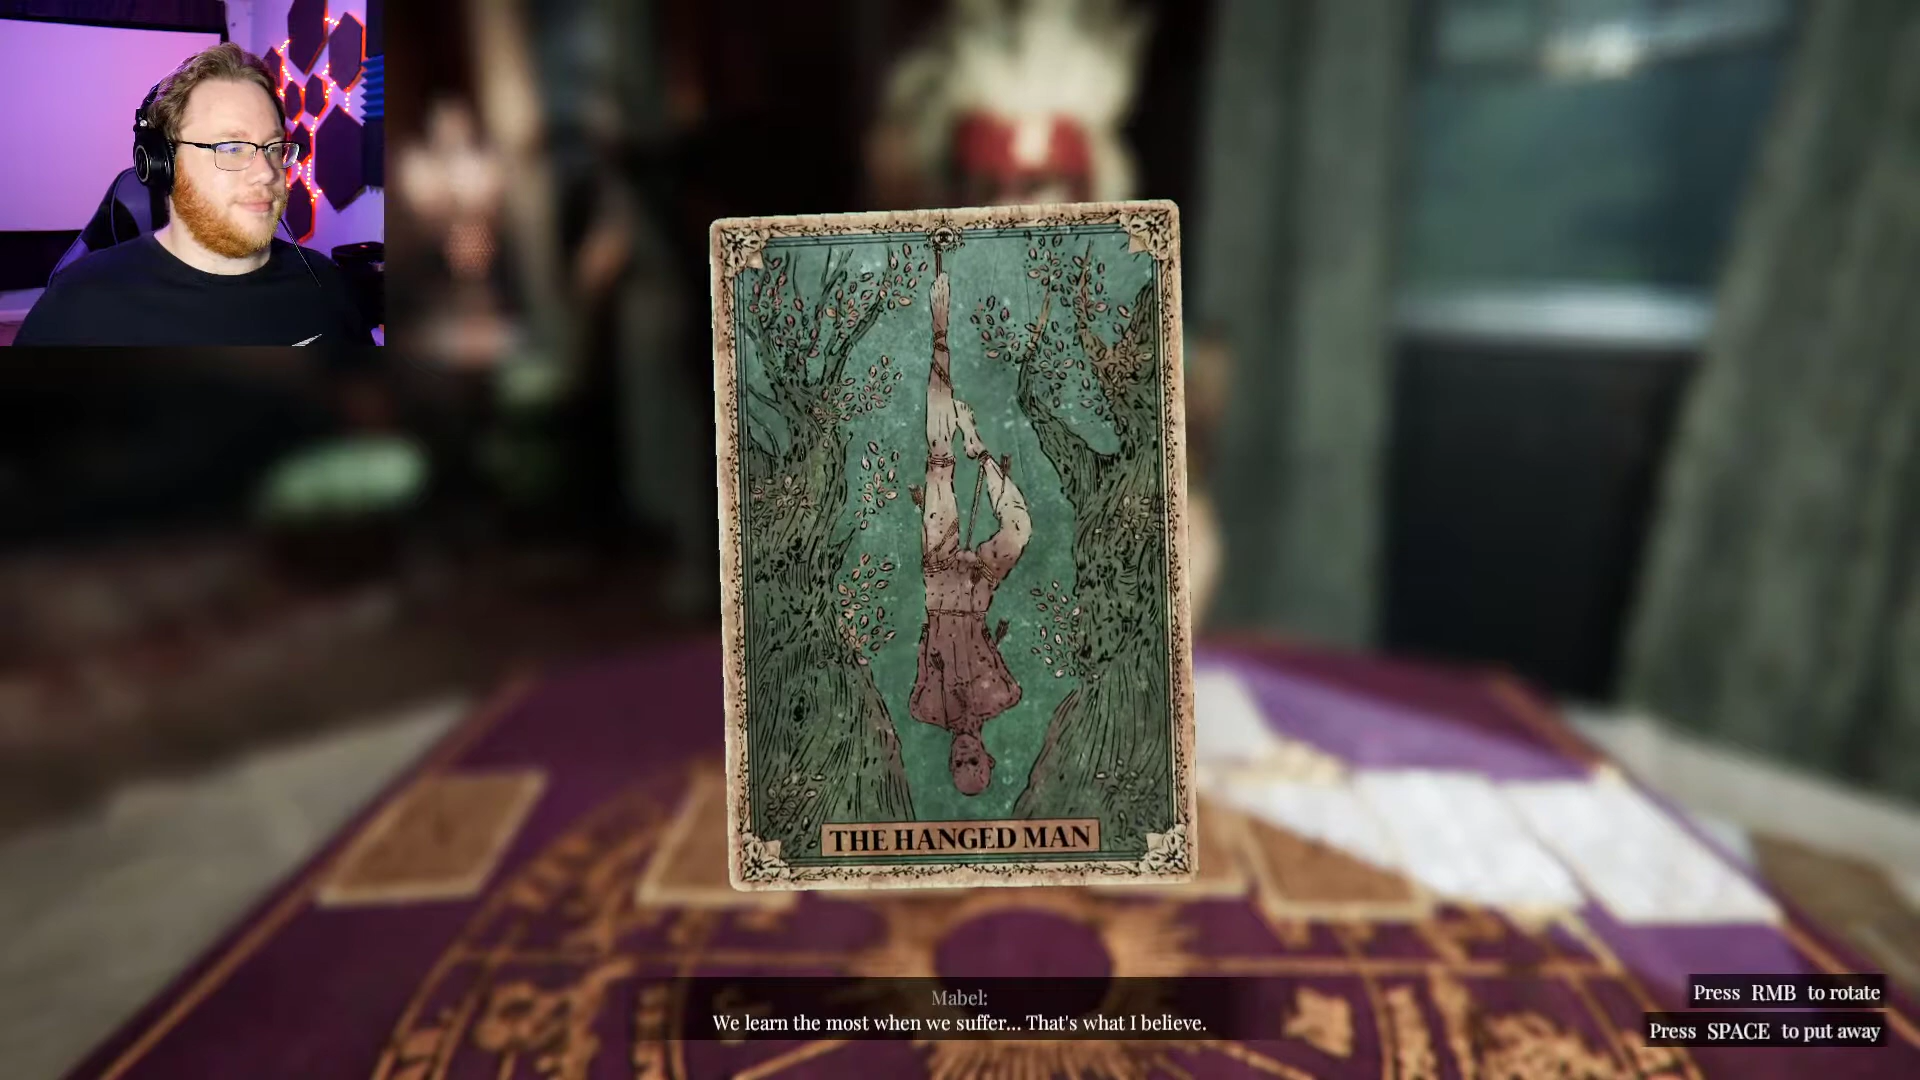 THE HANGED MAN
Mabel:
We learn the most when we suffer... That's what I believe.
Press RMB to rotate
Press SPACE to put away